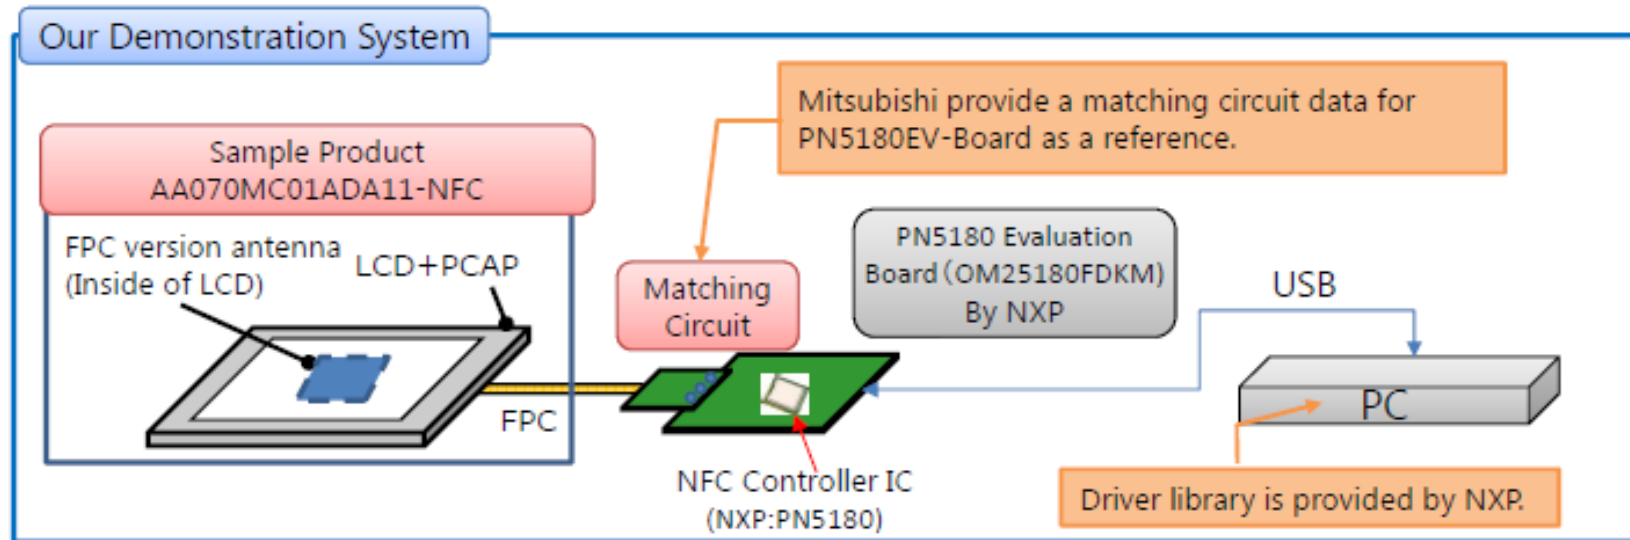 Our Demonstration System
Mitsubishi provide a matching circuit data for
PN5180EV-Board as a reference.
Sample Product
AA070MC01ADA11-NFC
FPC version antenna
(Inside of LCD)
LCD+PCAP
Matching
Circuit
PN5180 Evaluation
Board(OM25180FDKM)
By NXP
USB
FPC
PC
NFC Controller IC
(NXP:PN5180)
Driver library is provided by NXP.